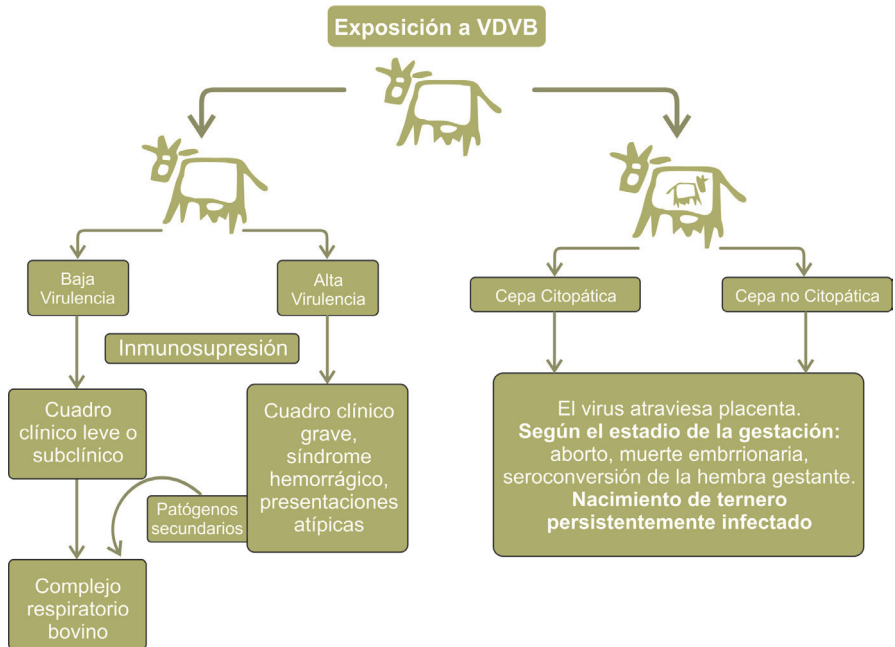 Exposición a VDVB
Baja
Virulencia
Alta
Virulencia
Inmunosupresión
Cuadro
clínico leve o
subclínico
Cuadro clínico
grave,
síndrome
hemorrágico,
presentaciones
atípicas
Patógenos
secundarios
Complejo
respiratorio
bovino
Cepa Citopática
Cepa no Citopática
El virus atraviesa placenta.
Según el estadio de la gestación:
aborto, muerte embrrionaria,
seroconversión de la hembra gestante.
Nacimiento de ternero
persistentemente infectado